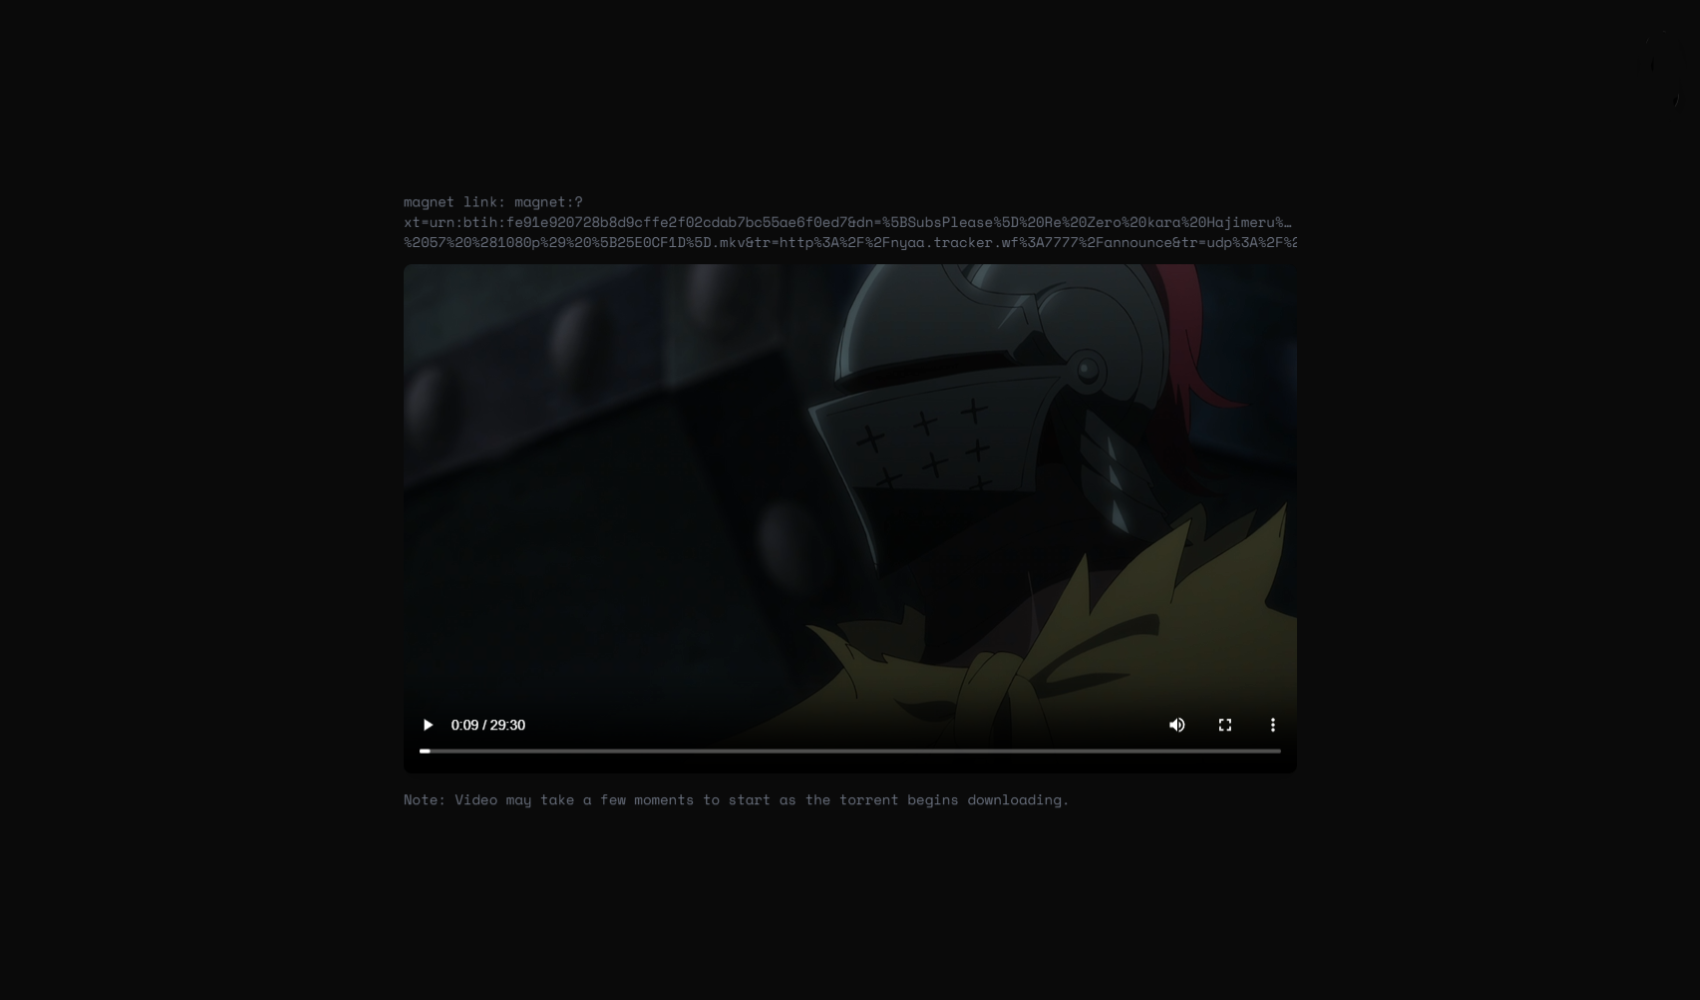 magnet link: magnet:?
xt=urn:btih:fe91e920728b8d9cffe2f02cdab7bc55ae6f0ed7&dn=%5BSubsPlease%5D%20Re%20Zero%20kara%20Hajimeru%…
%2057%20%281080p%29%20%5B25E0CF1D%5D.mkv&tr=http%3A%2F%2Fnyaa.tracker.wf%3A7777%2Fannounce&tr=udp%3A%2F%2
0:09 / 29:30
Note: Video may take a few moments to start as the torrent begins downloading.